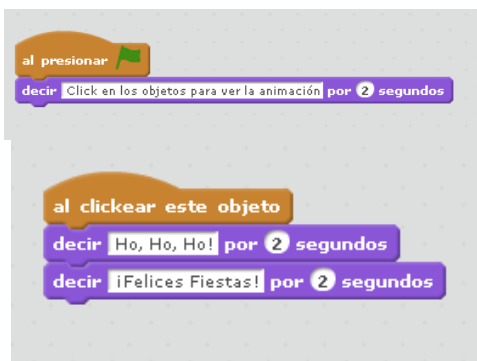 al presionar
decir Click en los objetos para ver la animación por 2 segundos
al clickear este objeto
decir Ho, Ho, Ho! por 2 segundos
decir ¡Felices Fiestas! por 2 segundos